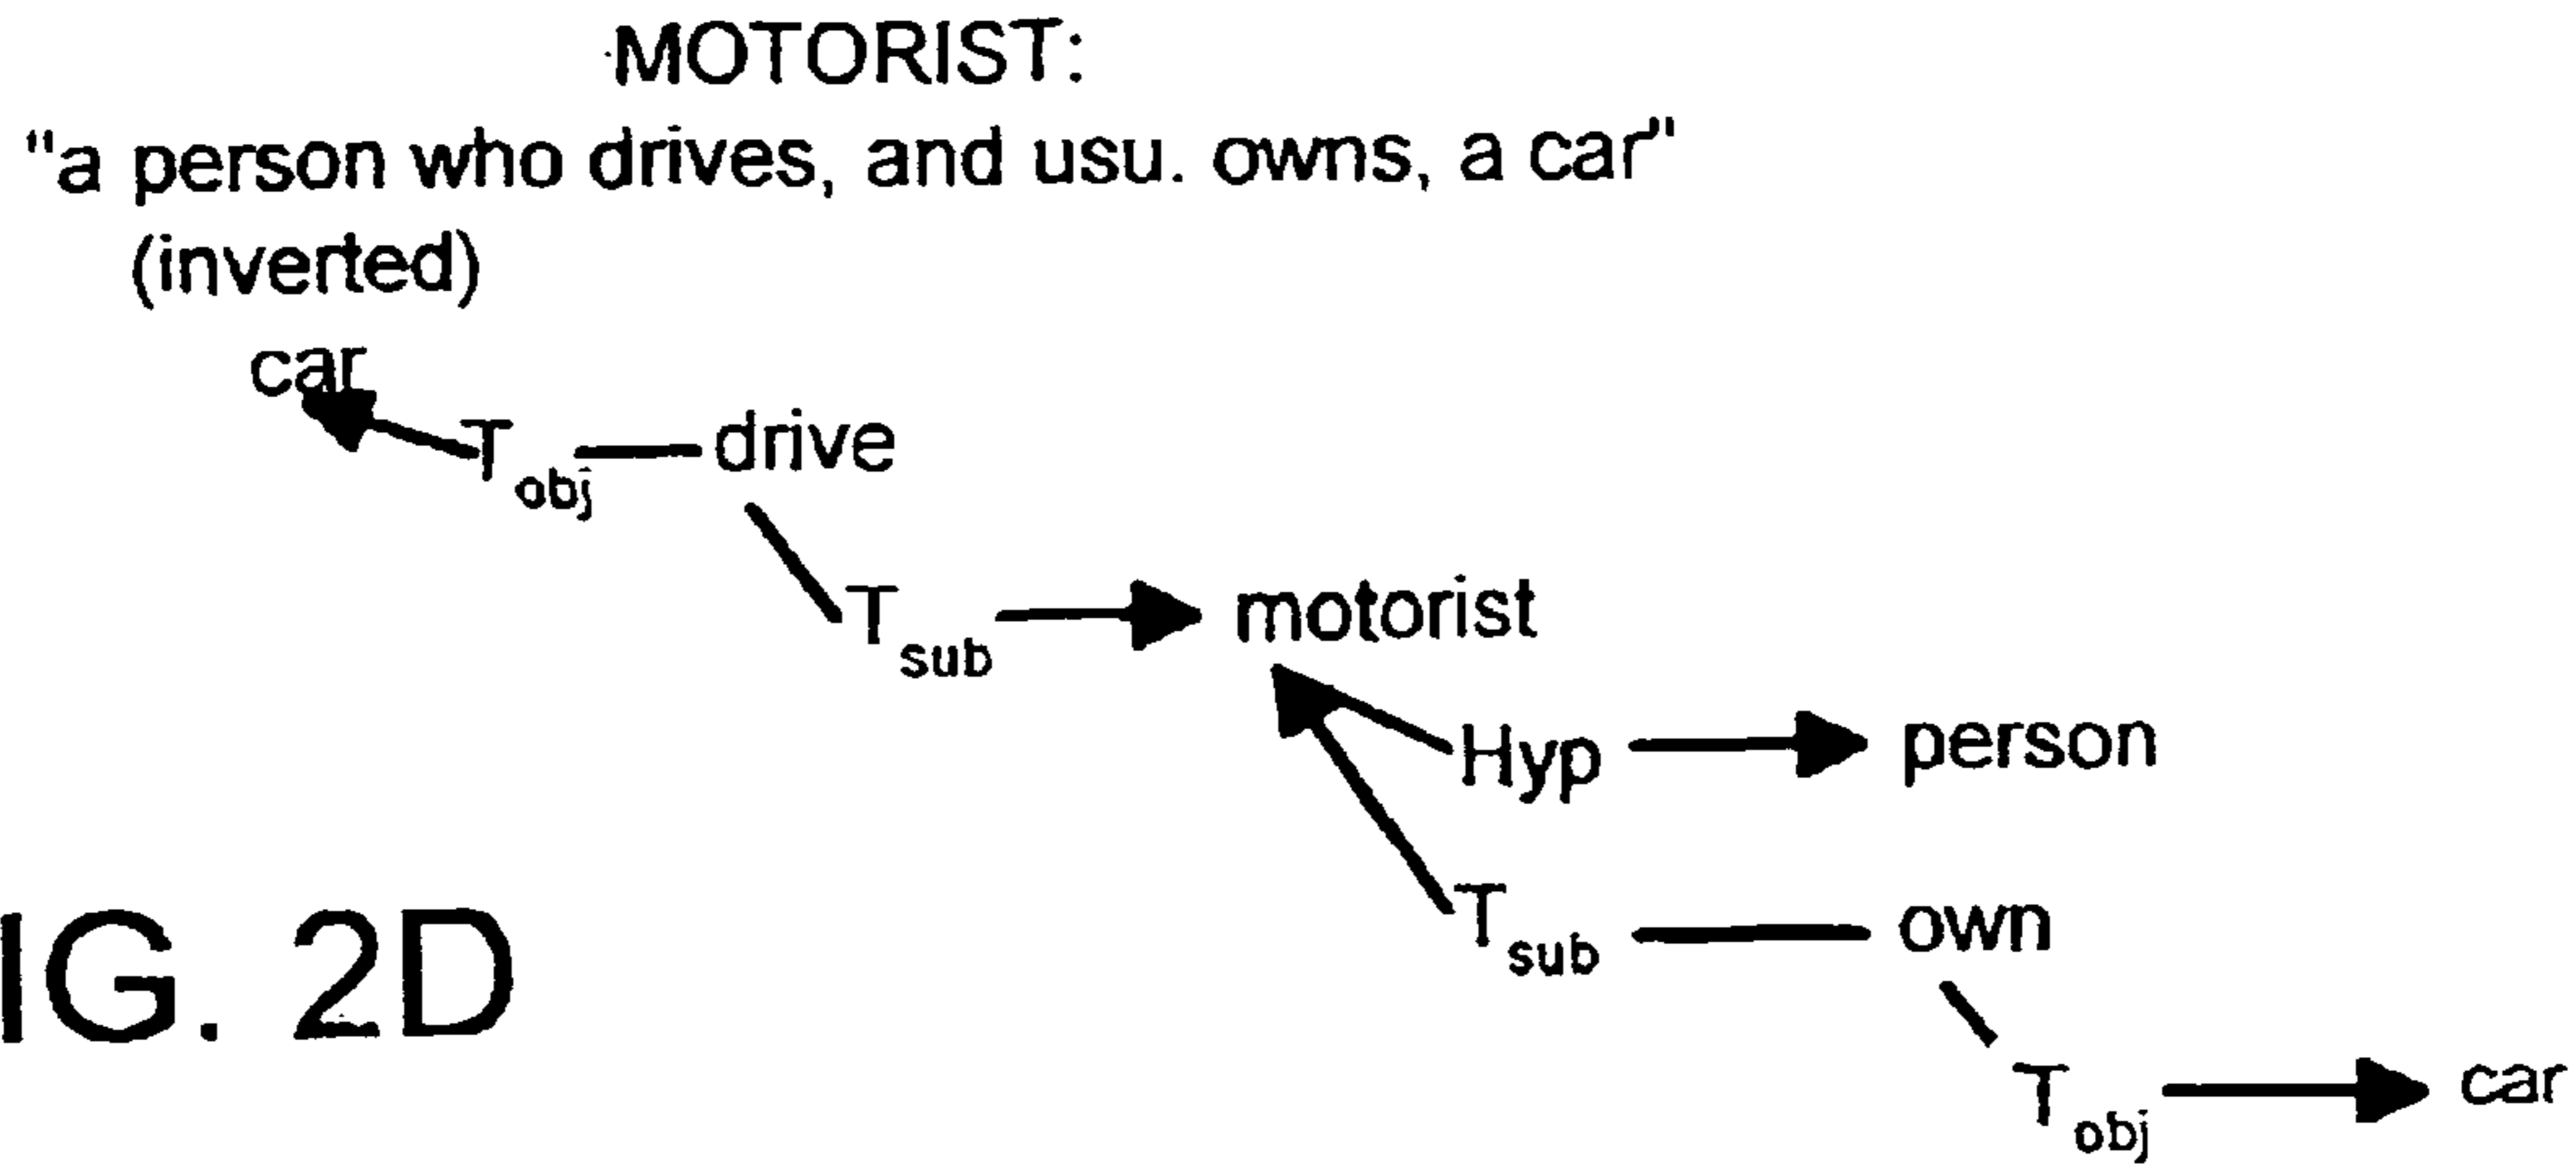 MOTORIST:
"a person who drives, and usu. owns, a car"
(inverted)
car
Tobj
drive
Tsub
motorist
Hyp
person
Tsub
own
Tobj
car
IG. 2D